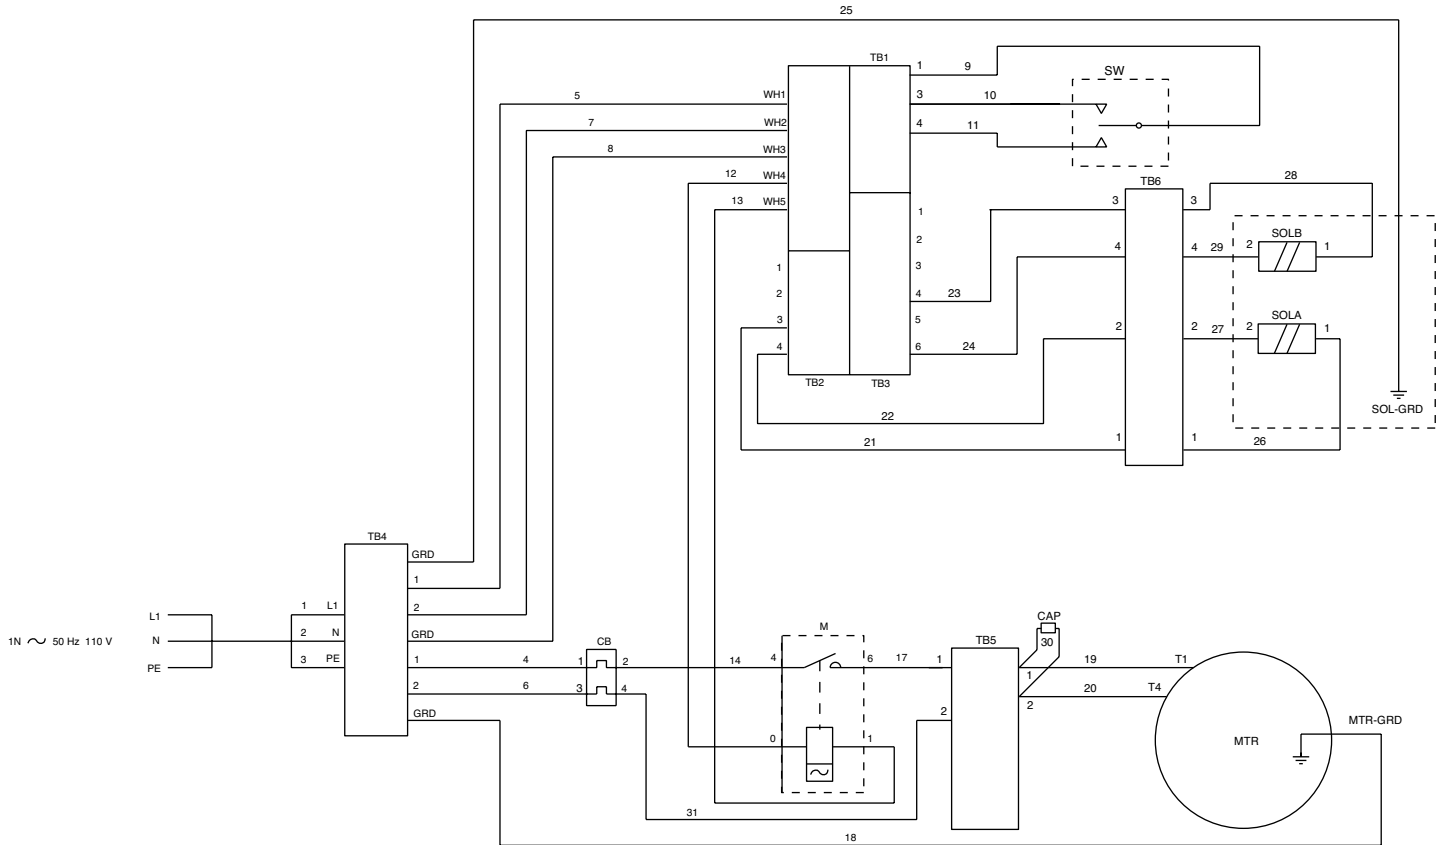 25
TB1
1
9
SW
5
WH1
3
10
7
WH2
4
11
8
WH3
12
WH4
TB6
28
13
WH5
3
3
1
SOLB
2
4
4
29
2
1
1
3
2
4
23
SOLA
3
5
2
2
27
2
1
4
6
24
TB2
TB3
SOL-GRD
22
21
1
1
26
TB4
GRD
1
1
L1
2
CAP
L1
M
1N 50 Hz 110 V
N
2
N
GRD
CB
TB5
30
PE
3
PE
1
4
1
2
14
4
6
17
1
19
T1
1
2
6
3
4
20
T4
2
GRD
2
MTR-GRD
0
1
MTR
31
18